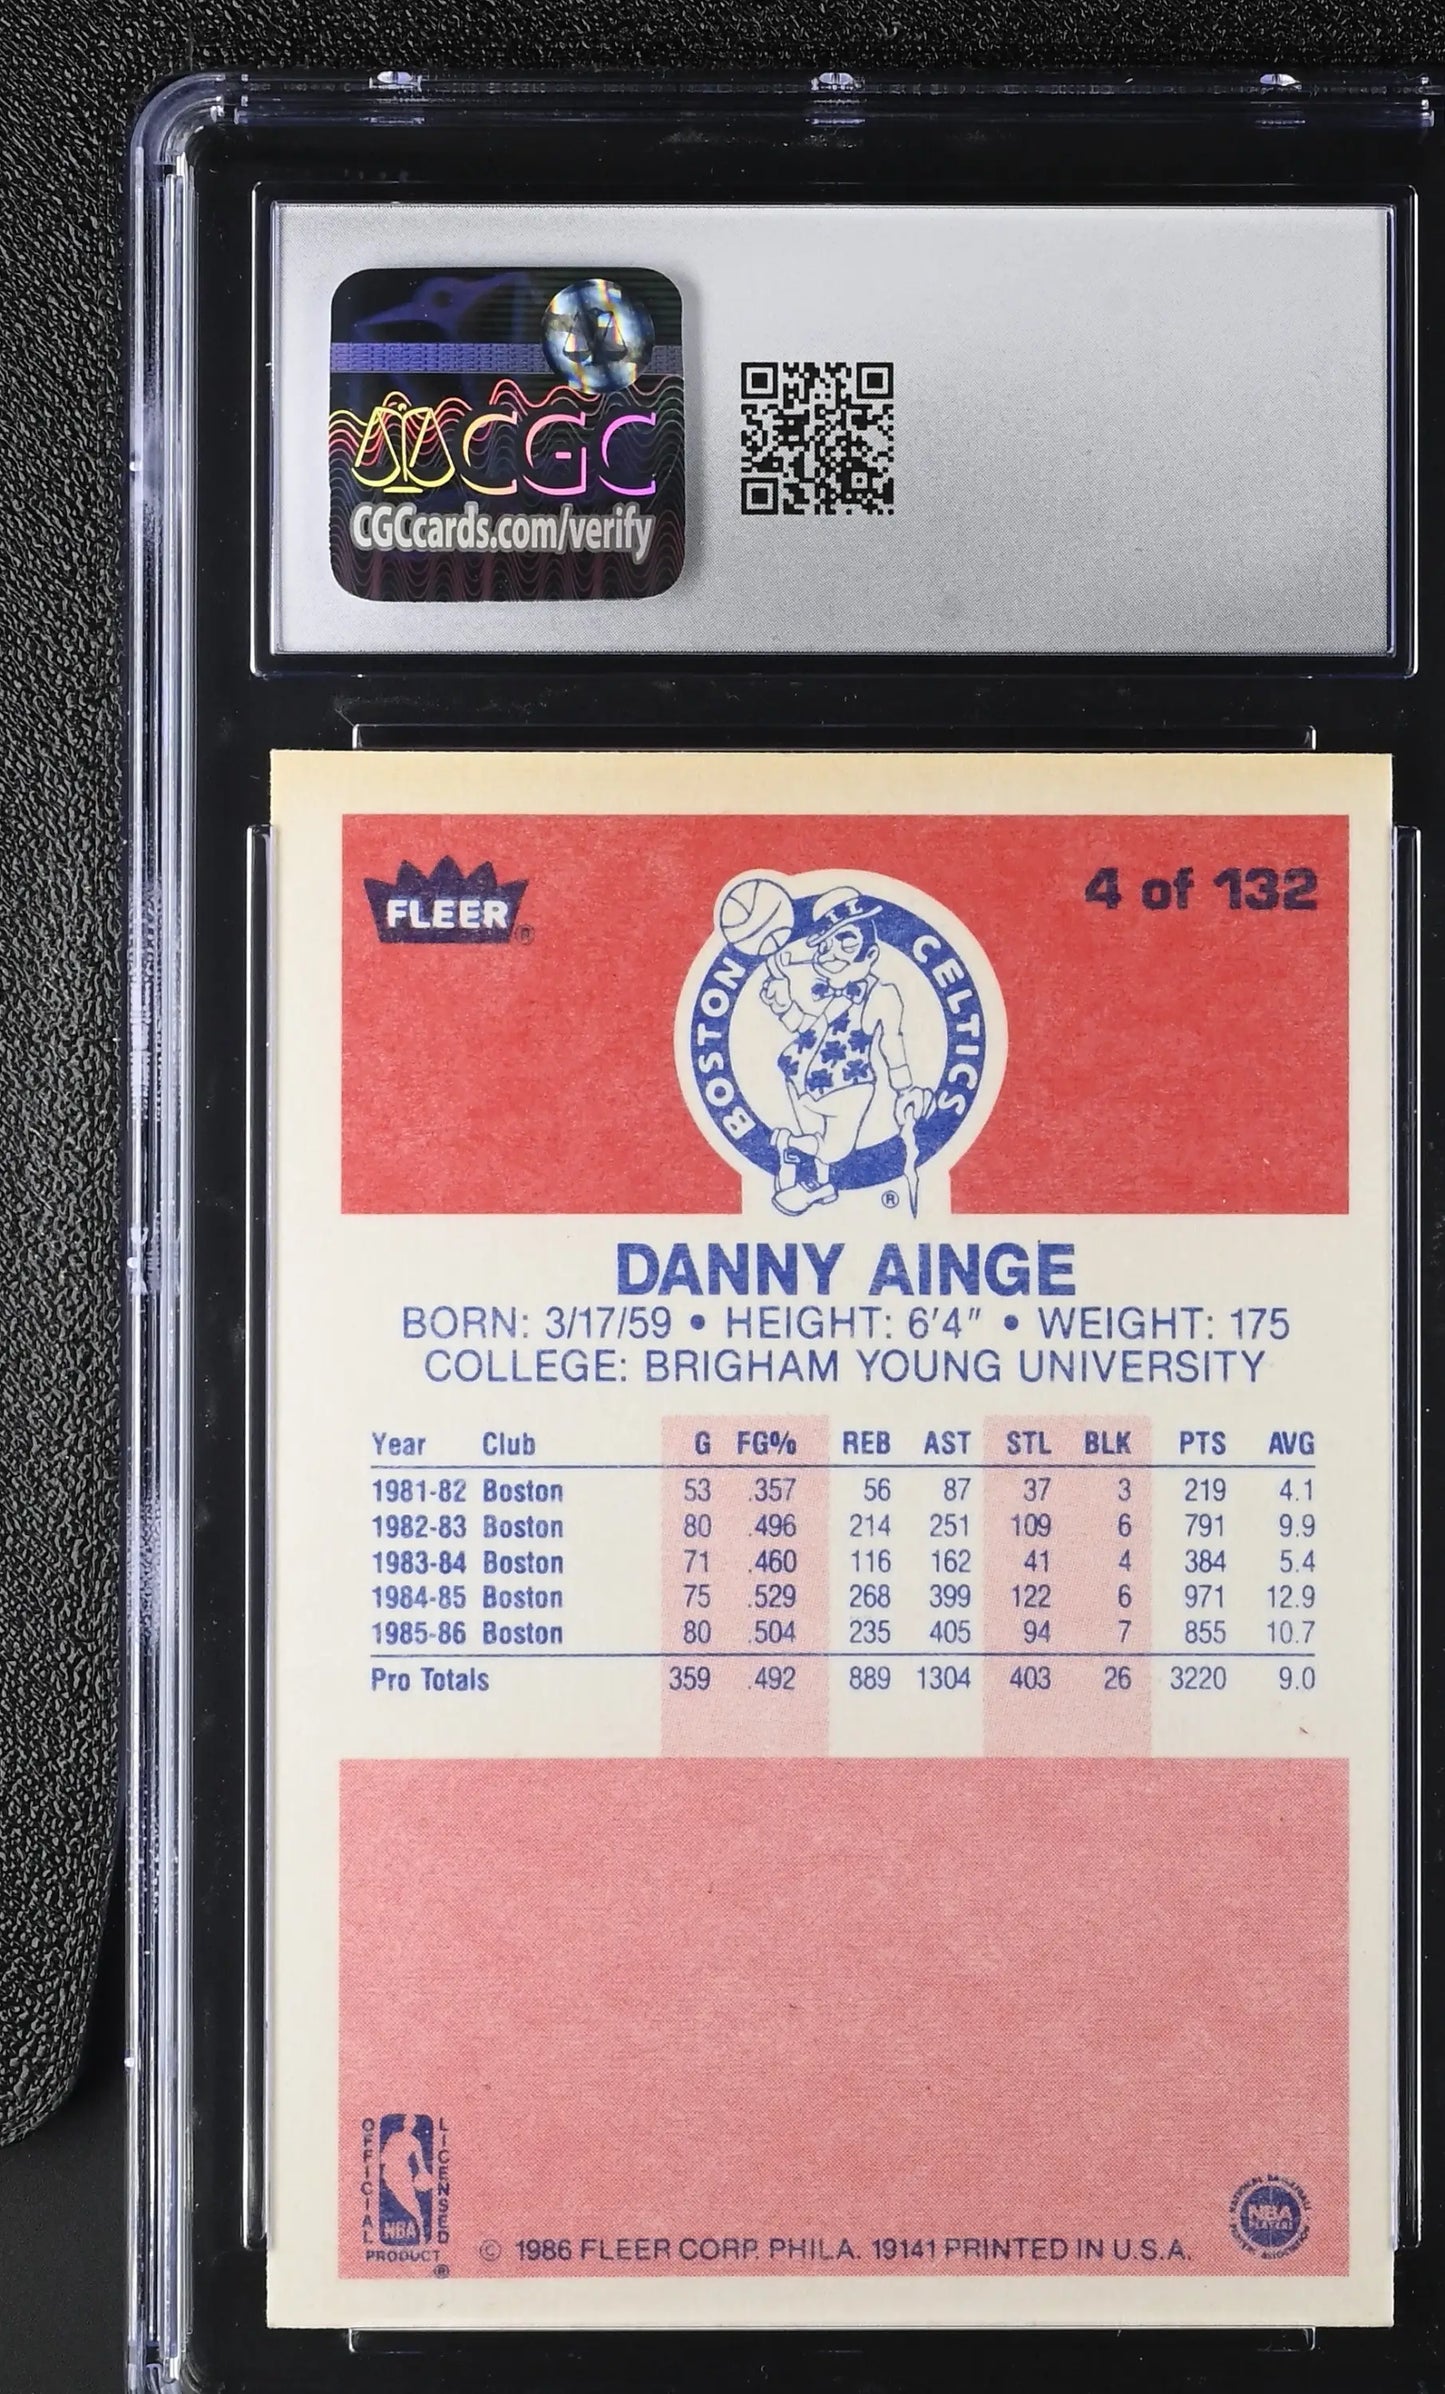 CGC
CGCcards.com/verify
FLEER®
4 of 132
BOSTON CELTICS
®
DANNY AINGE
BORN: 3/17/59 • HEIGHT: 6'4" • WEIGHT: 175
COLLEGE: BRIGHAM YOUNG UNIVERSITY
Year Club G FG% REB AST STL BLK PTS AVG
1981-82 Boston 53 .357 56 87 37 3 219 4.1
1982-83 Boston 80 .496 214 251 109 6 791 9.9
1983-84 Boston 71 .460 116 162 41 4 384 5.4
1984-85 Boston 75 .529 268 399 122 6 971 12.9
1985-86 Boston 80 .504 235 405 94 7 855 10.7
Pro Totals 359 .492 889 1304 403 26 3220 9.0
OFFICIAL LICENSED
NBA
PRODUCT
®
© 1986 FLEER CORP. PHILA. 19141 PRINTED IN U.S.A.
NATIONAL BASKETBALL
NBA
PLAYERS
ASSOCIATION